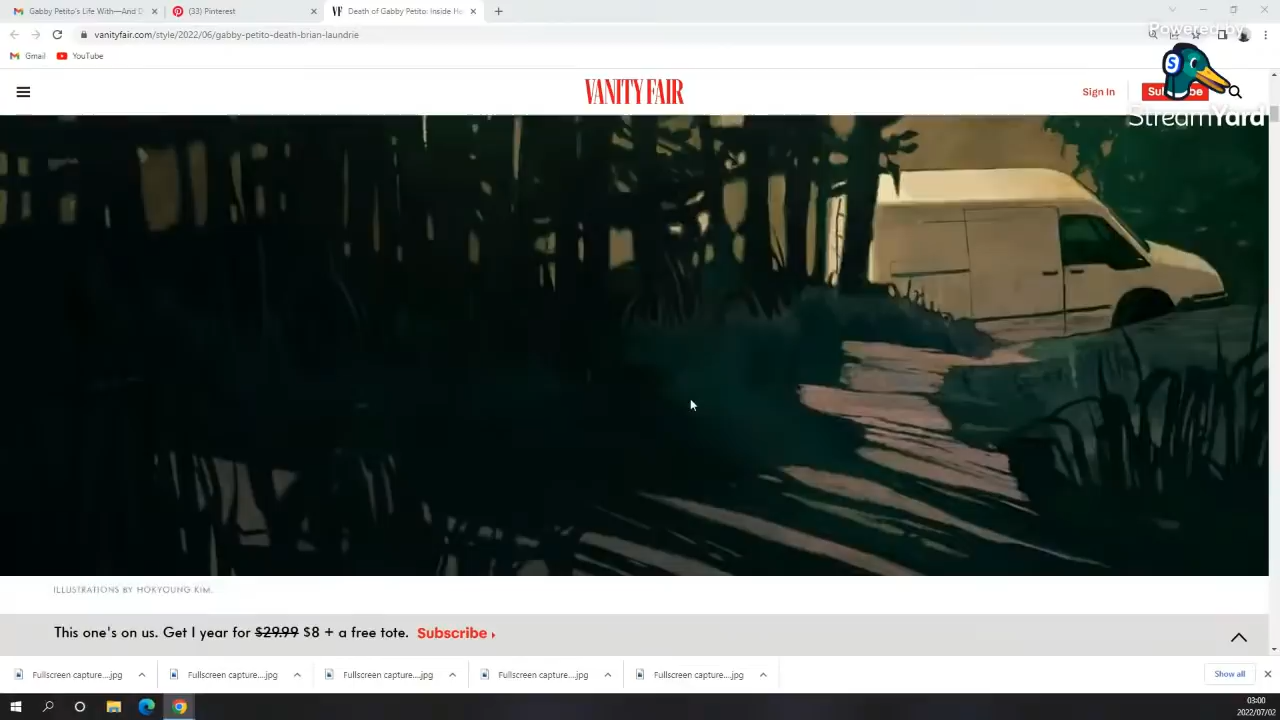 Gabby Petito's Life With—And D
(33) Pinterest
Death of Gabby Petito: Inside He
vanityfair.com/style/2022/06/gabby-petito-death-brian-laundrie
Powered by
Gmail
YouTube
VANITY FAIR
Sign In
StreamYard
ILLUSTRATIONS BY HOKYOUNG KIM.
This one's on us. Get 1 year for $29.99 $8 + a free tote. Subscribe
Fullscreen capture....jpg
Fullscreen capture....jpg
Fullscreen capture....jpg
Fullscreen capture....jpg
Fullscreen capture....jpg
Show all
03:00
2022/07/02